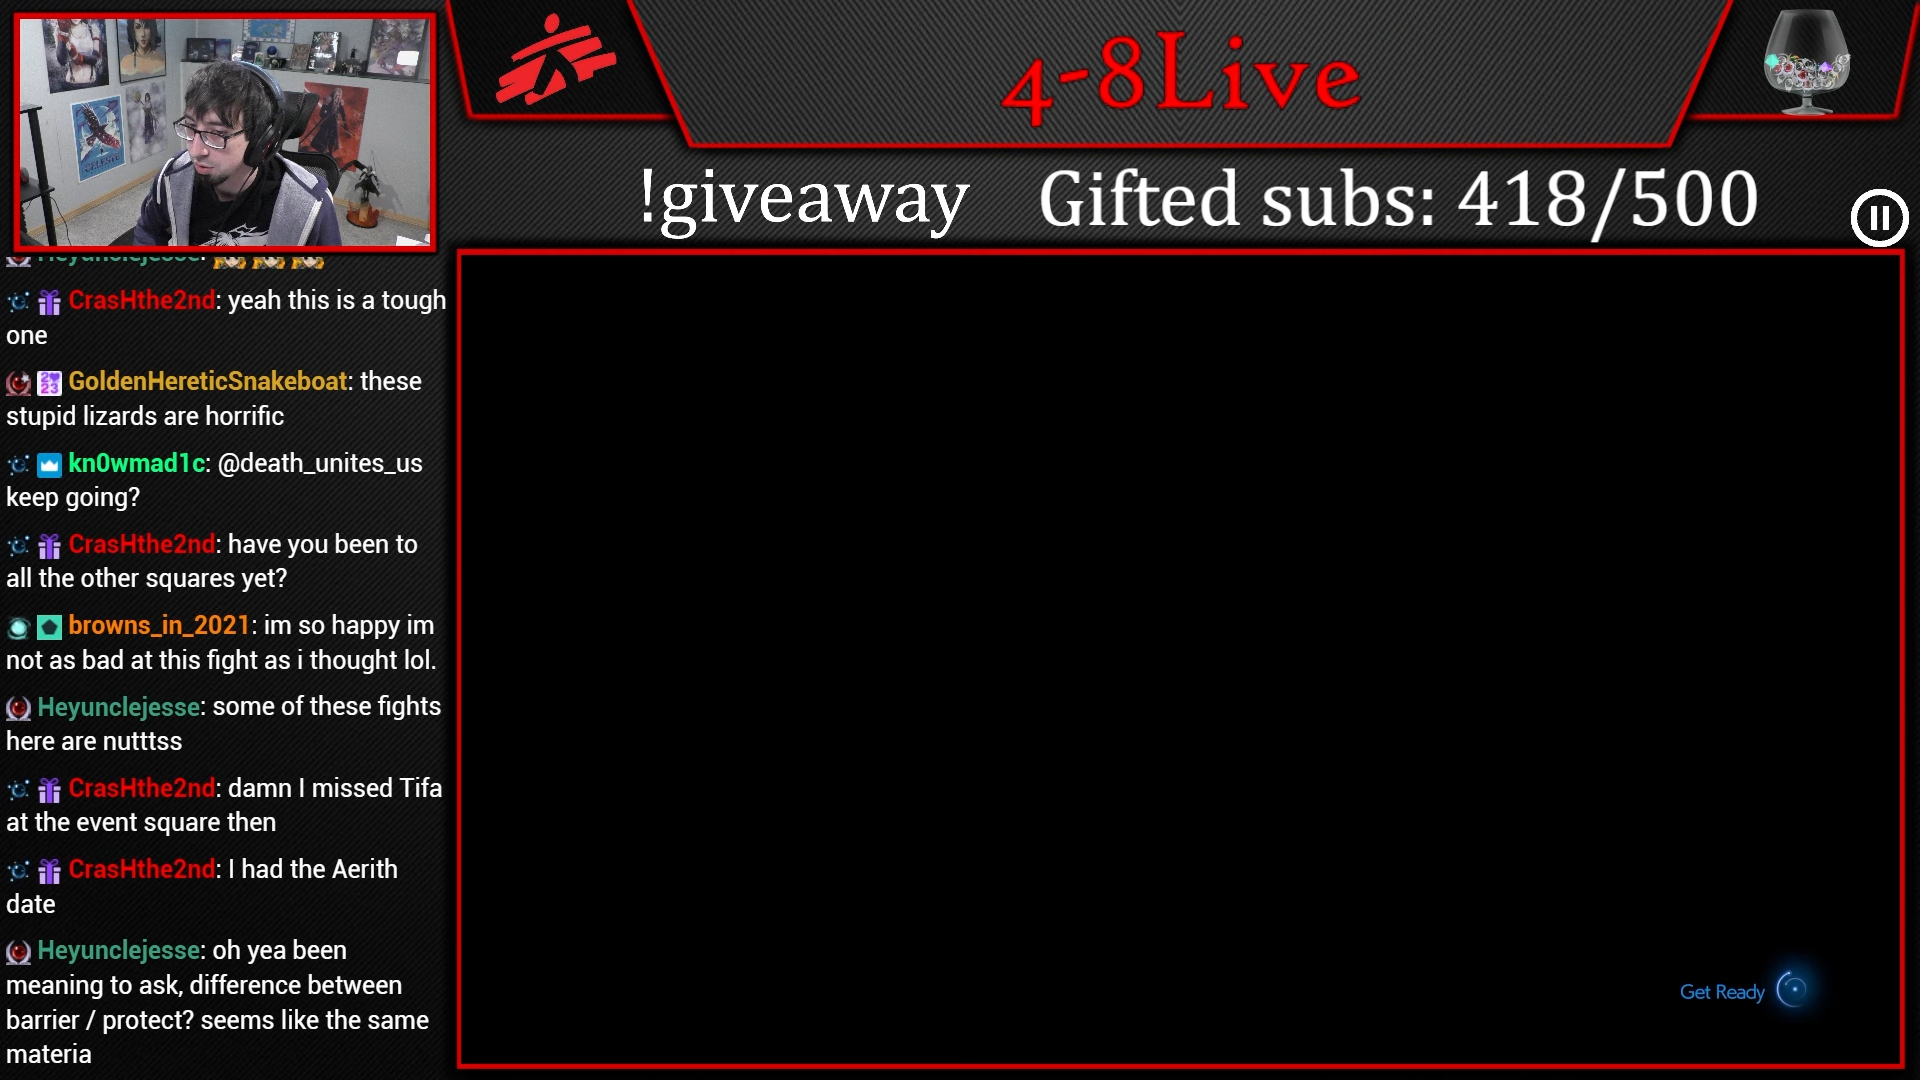 4-8Live
!giveaway Gifted subs: 418/500
Heyunclejesse:
CrasHthe2nd: yeah this is a tough
one
GoldenHereticSnakeboat: these
stupid lizards are horrific
kn0wmad1c: @death_unites_us
keep going?
CrasHthe2nd: have you been to
all the other squares yet?
browns_in_2021: im so happy im
not as bad at this fight as i thought lol.
Heyunclejesse: some of these fights
here are nutttss
CrasHthe2nd: damn I missed Tifa
at the event square then
CrasHthe2nd: I had the Aerith
date
Heyunclejesse: oh yea been
meaning to ask, difference between
barrier / protect? seems like the same
materia
Get Ready